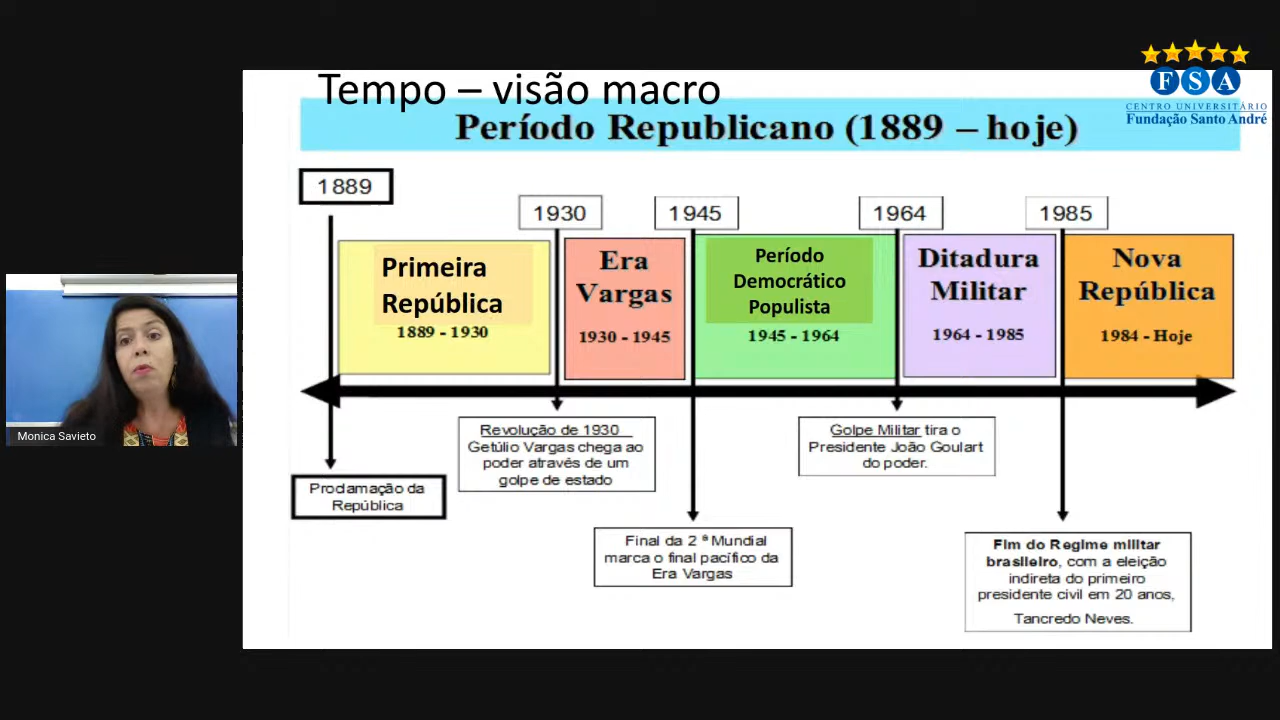 Tempo – visão macro
FSA
CENTRO UNIVERSITÁRIO
Fundação Santo André
Período Republicano (1889 – hoje)
1889
1930
1945
1964
1985
Primeira
República
1889 - 1930
Era
Vargas
1930 - 1945
Período
Democrático
Populista
1945 - 1964
Ditadura
Militar
1964 - 1985
Nova
República
1984 - Hoje
Proclamação da
República
Revolução de 1930
Getúlio Vargas chega ao
poder através de um
golpe de estado
Final da 2 ª Mundial
marca o final pacífico da
Era Vargas
Golpe Militar tira o
Presidente João Goulart
do poder.
Fim do Regime militar
brasileiro, com a eleição
indireta do primeiro
presidente civil em 20 anos,
Tancredo Neves.
Monica Savieto